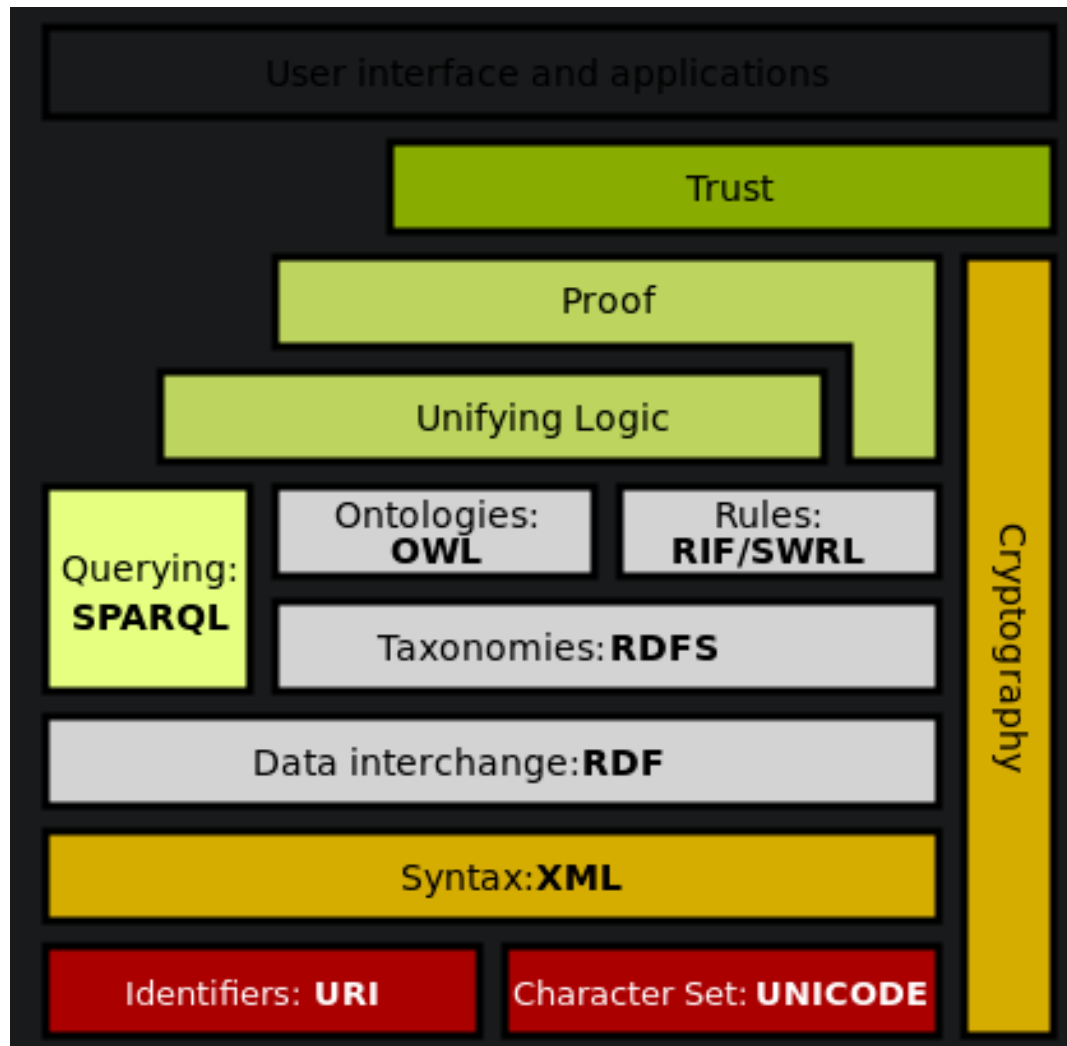 User interface and applications
Trust
Proof
Unifying Logic
Querying:
SPARQL
Ontologies:
OWL
Rules:
RIF/SWRL
Taxonomies: RDFS
Data interchange: RDF
Syntax: XML
Identifiers: URI
Character Set: UNICODE
Cryptography